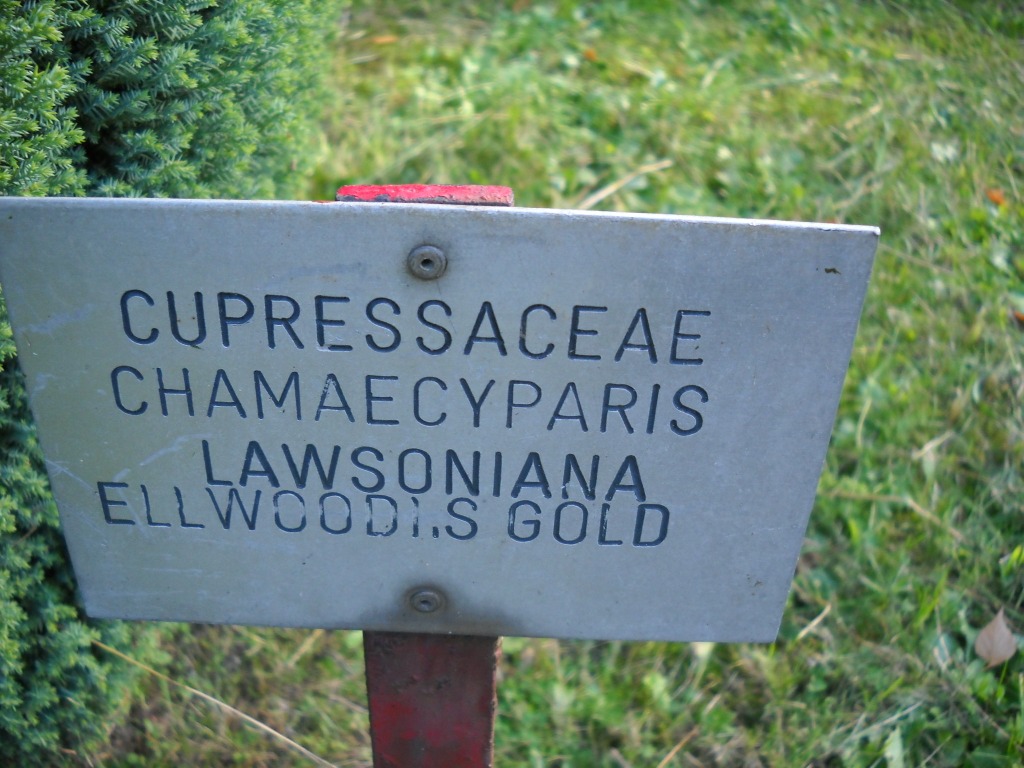 CUPRESSACEAE
CHAMAECYPARIS
LAWSONIANA
ELLWOODI,S GOLD